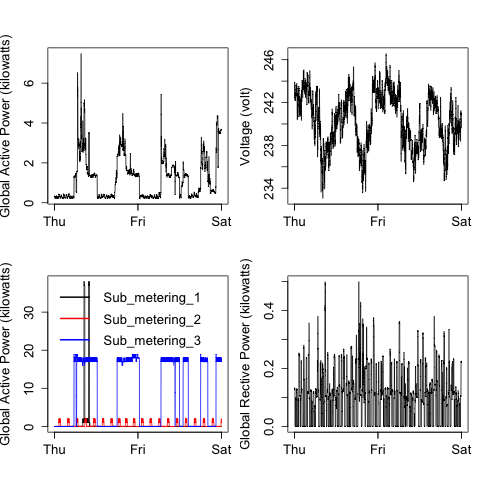 Global Active Power (kilowatts)
6
4
2
0
Thu Fri Sat
Voltage (volt)
246
242
238
234
Thu Fri Sat
Global Active Power (kilowatts)
30
20
10
0
Sub_metering_1
Sub_metering_2
Sub_metering_3
Thu Fri Sat
Global Rective Power (kilowatts)
0.4
0.2
0.0
Thu Fri Sat